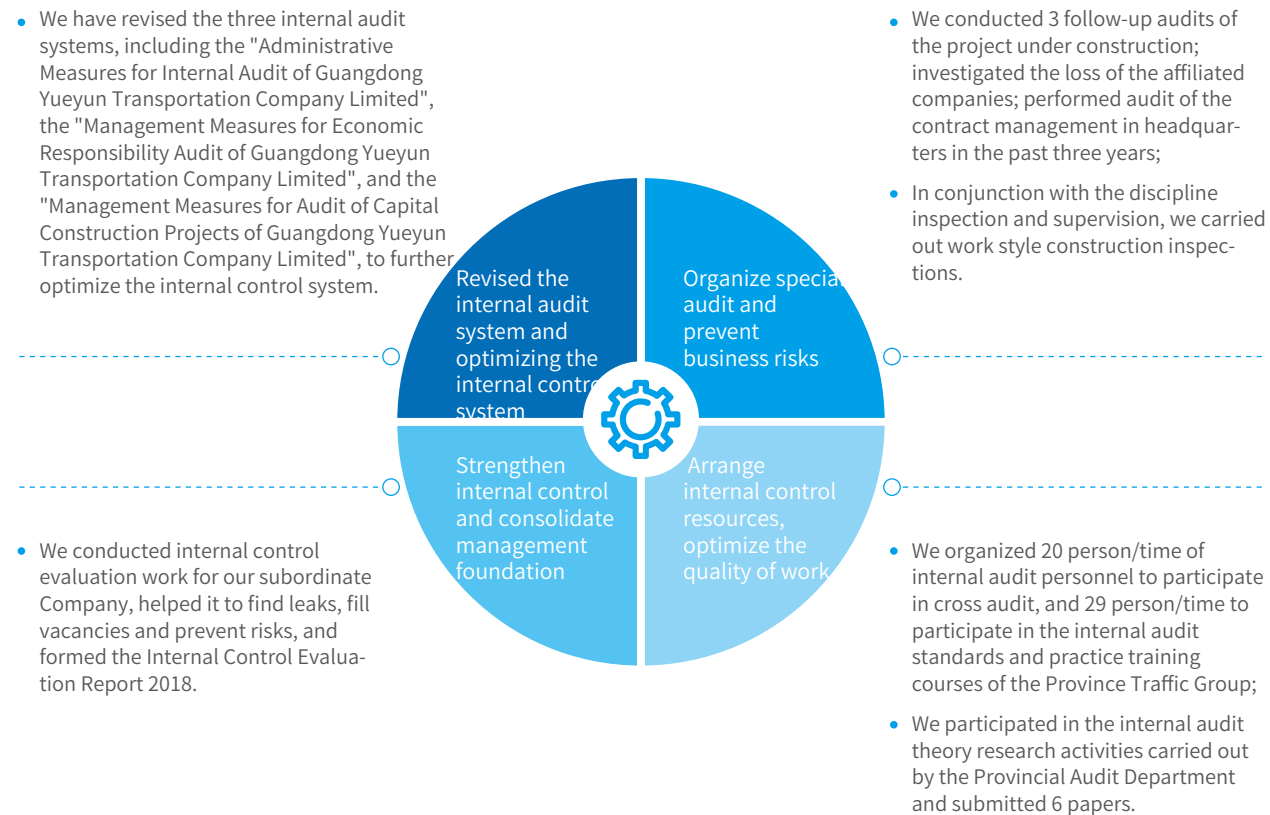 We have revised the three internal audit
systems, including the "Administrative
Measures for Internal Audit of Guangdong
Yueyun Transportation Company Limited",
the "Management Measures for Economic
Responsibility Audit of Guangdong Yueyun
Transportation Company Limited", and the
"Management Measures for Audit of Capital
Construction Projects of Guangdong Yueyun
Transportation Company Limited", to further
optimize the internal control system.
We conducted 3 follow-up audits of
the project under construction;
investigated the loss of the affiliated
companies; performed audit of the
contract management in headquar-
ters in the past three years;
In conjunction with the discipline
inspection and supervision, we carried
out work style construction inspec-
tions.
Revised the
internal audit
system and
optimizing the
internal contro
system
Organize special
audit and
prevent
business risks
Strengthen
internal control
and consolidate
management
foundation
Arrange
internal control
resources,
optimize the
quality of work
We conducted internal control
evaluation work for our subordinate
Company, helped it to find leaks, fill
vacancies and prevent risks, and
formed the Internal Control Evalua-
tion Report 2018.
We organized 20 person/time of
internal audit personnel to participate
in cross audit, and 29 person/time to
participate in the internal audit
standards and practice training
courses of the Province Traffic Group;
We participated in the internal audit
theory research activities carried out
by the Provincial Audit Department
and submitted 6 papers.